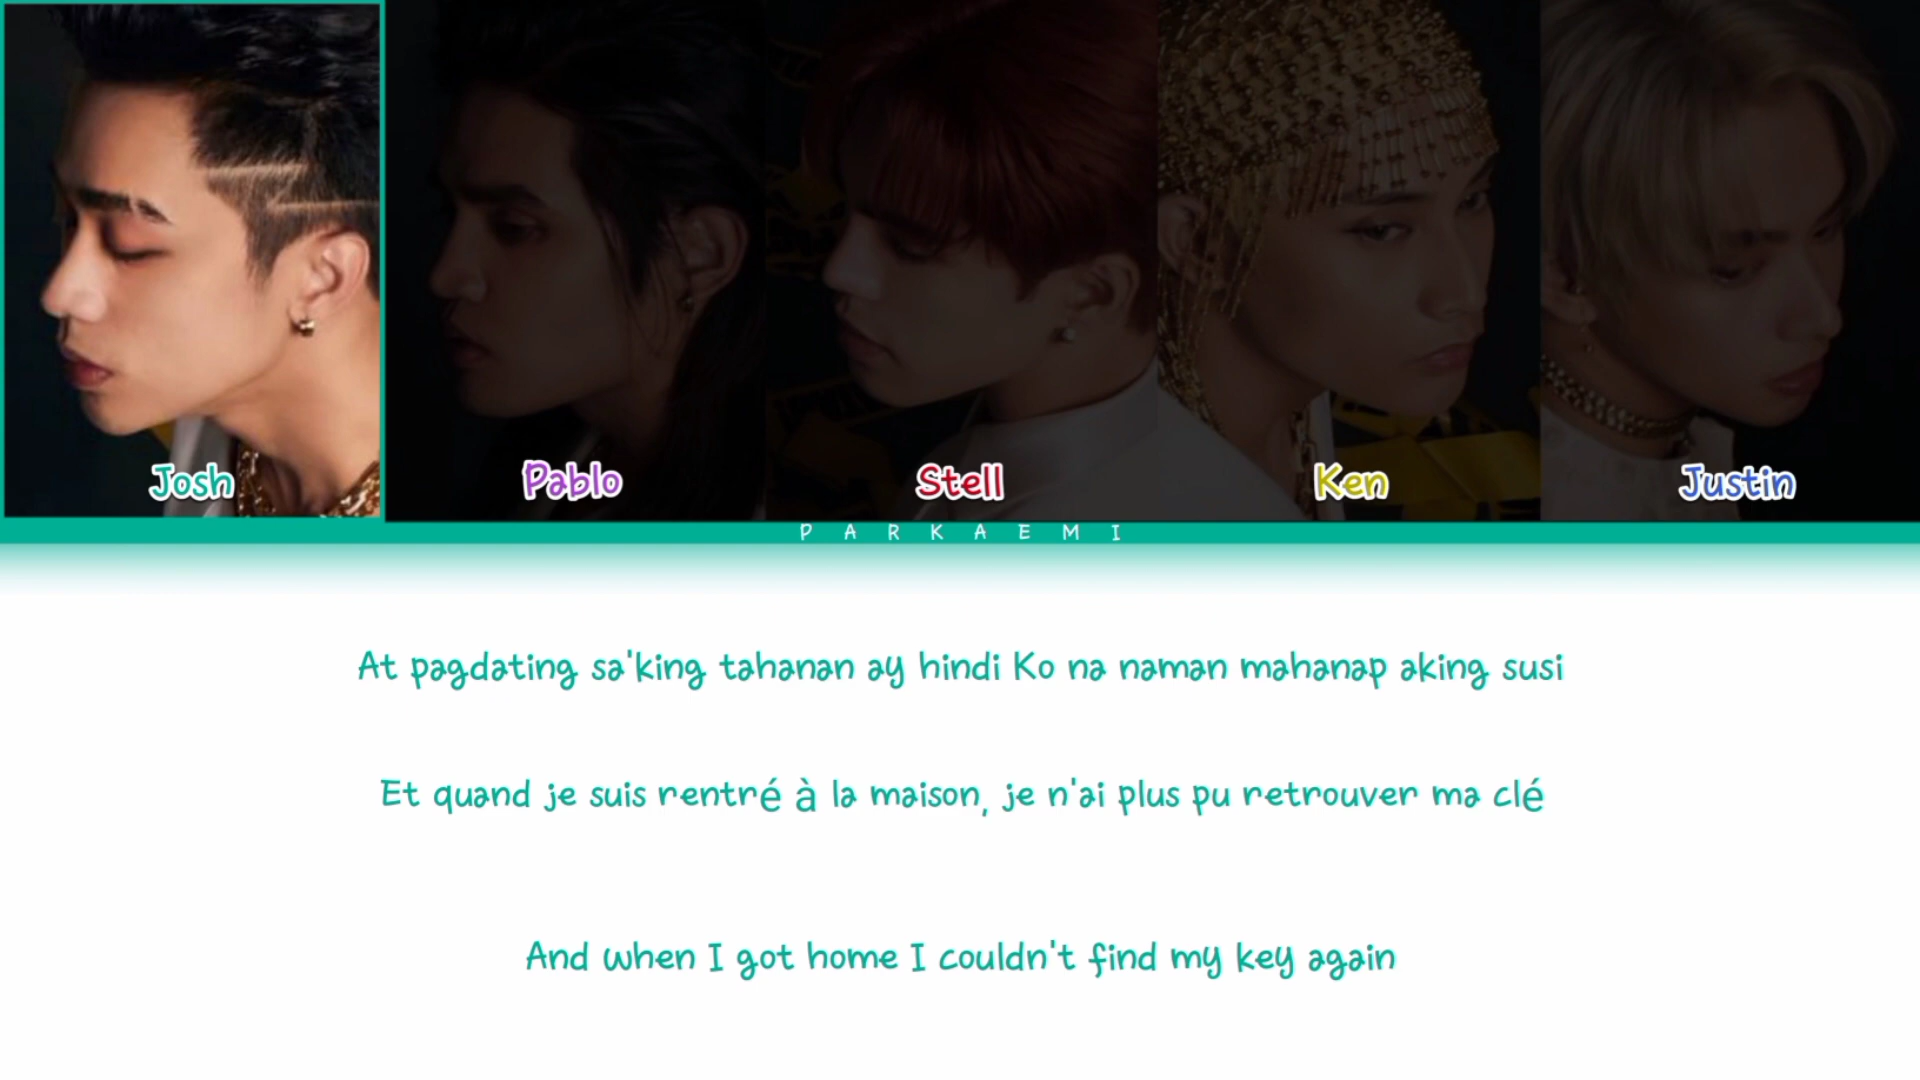 Josh
Pablo
Stell
Ken
Justin
PARKAEMI
At pagdating sa'king tahanan ay hindi Ko na naman mahanap aking susi
Et quand je suis rentré à la maison, je n'ai plus pu retrouver ma clé
And when I got home I couldn't find my key again